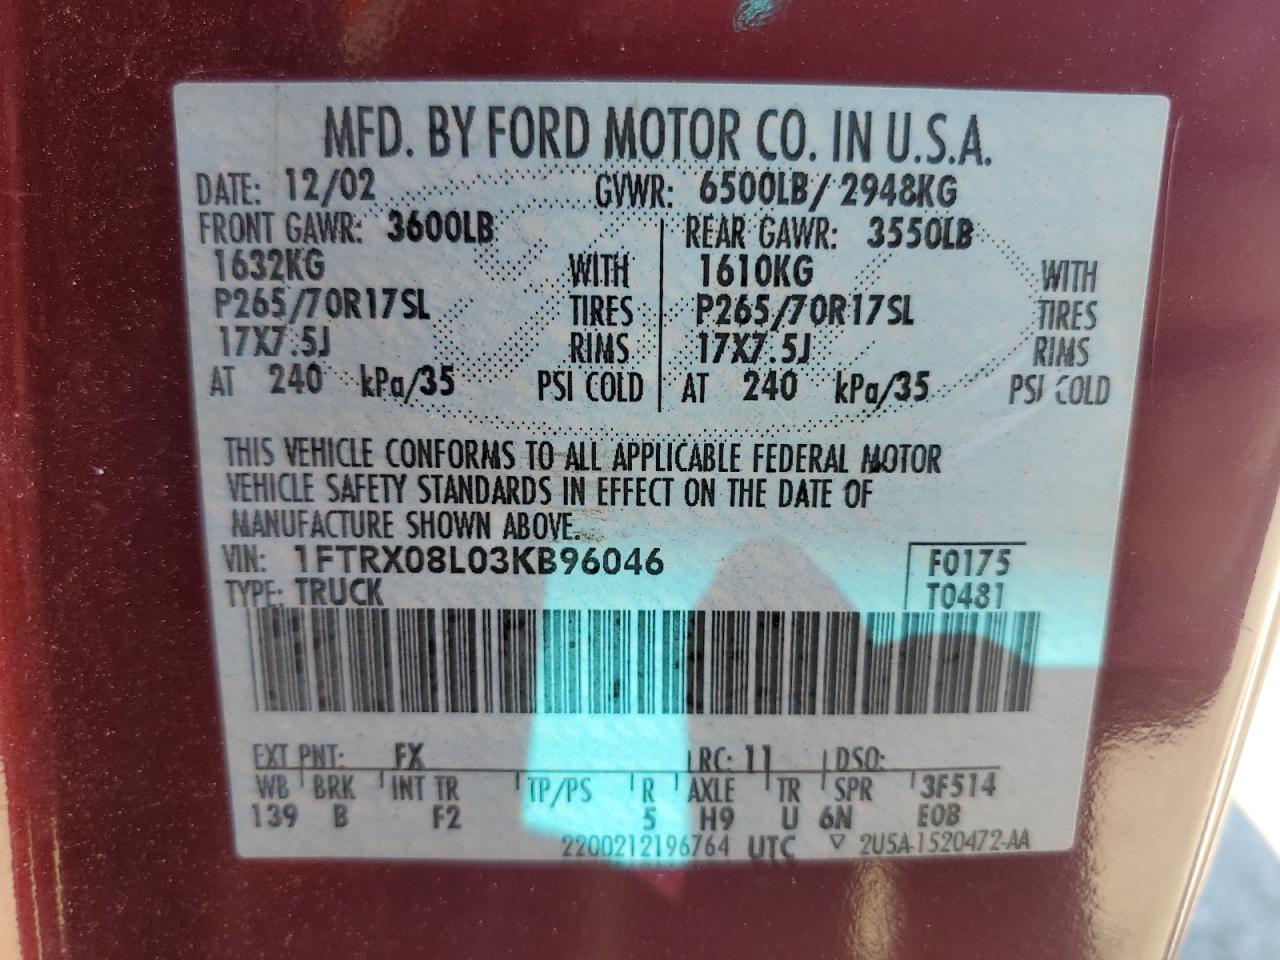 MFD. BY FORD MOTOR CO. IN U.S.A.
DATE: 12/02 GVWR: 6500LB/ 2948KG
FRONT GAWR: 3600LB REAR GAWR: 3550LB
1632KG WITH 1610KG WITH
P265/70R17SL TIRES P265/70R17SL TIRES
17X7.5J RIMS 17X7.5J RIMS
AT 240 kPa/35 PSI COLD AT 240 kPa/35 PSI COLD
THIS VEHICLE CONFORMS TO ALL APPLICABLE FEDERAL MOTOR
VEHICLE SAFETY STANDARDS IN EFFECT ON THE DATE OF
MANUFACTURE SHOWN ABOVE.
VIN: 1FTRX08L03KB96046 F0175
TYPE: TRUCK T0481
EXT PNT: FX RC: 11 DSO:
WB BRK INT TR TP/PS R AXLE TR SPR 3F514
139 B F2 5 H9 U 6N E0B
2200212196764 UTC ▽ 2U5A-1520472-AA